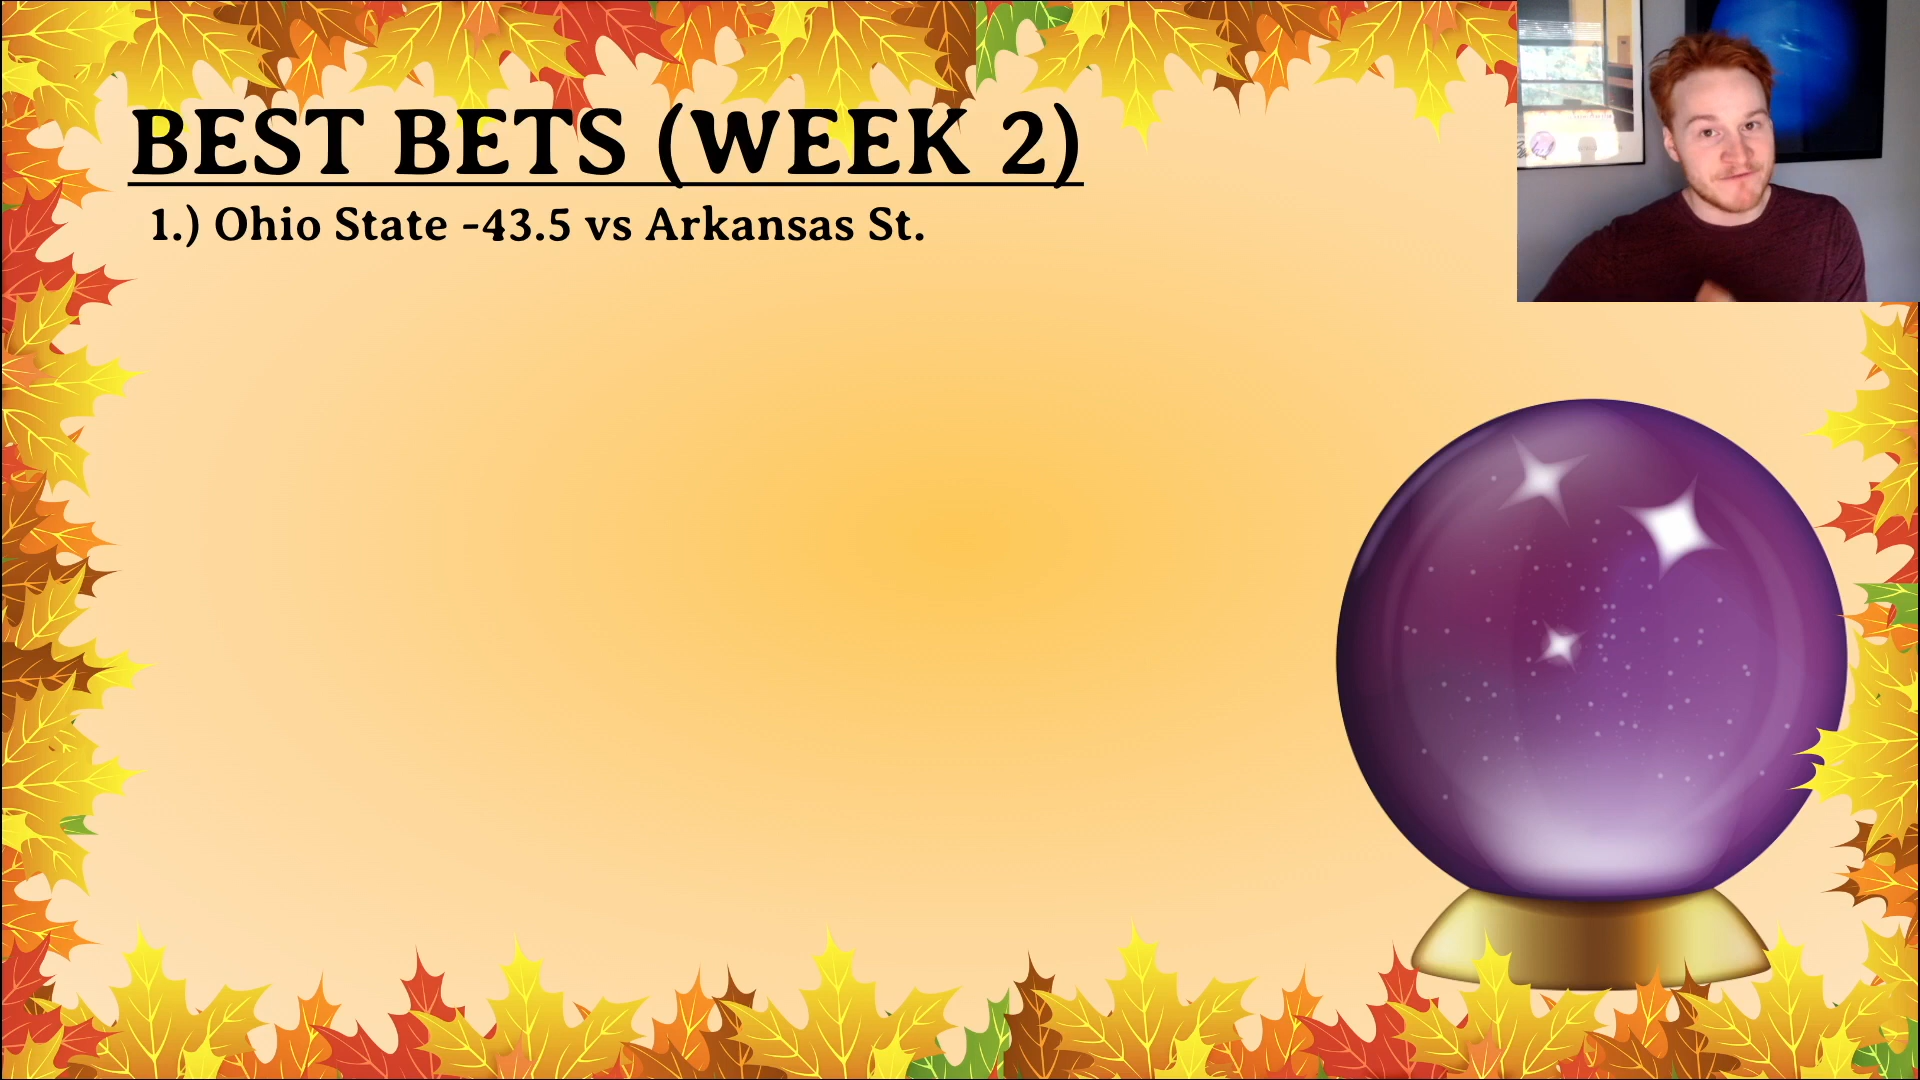 BEST BETS (WEEK 2)
1.) Ohio State -43.5 vs Arkansas St.